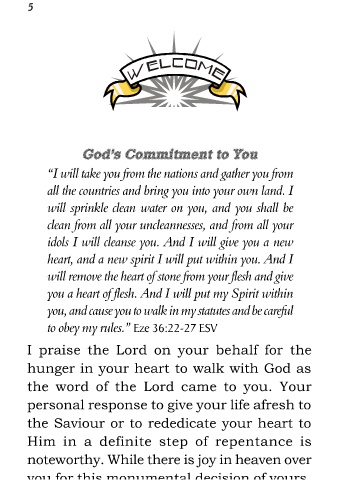 5
WELCOME
God's Commitment to You
“I will take you from the nations and gather you from
all the countries and bring you into your own land. I
will sprinkle clean water on you, and you shall be
clean from all your uncleannesses, and from all your
idols I will cleanse you. And I will give you a new
heart, and a new spirit I will put within you. And I
will remove the heart of stone from your flesh and give
you a heart of flesh. And I will put my Spirit within
you, and cause you to walk in my statutes and be careful
to obey my rules.” Eze 36:22-27 ESV
I praise the Lord on your behalf for the
hunger in your heart to walk with God as
the word of the Lord came to you. Your
personal response to give your life afresh to
the Saviour or to rededicate your heart to
Him in a definite step of repentance is
noteworthy. While there is joy in heaven over
you for this monumental decision of yours,